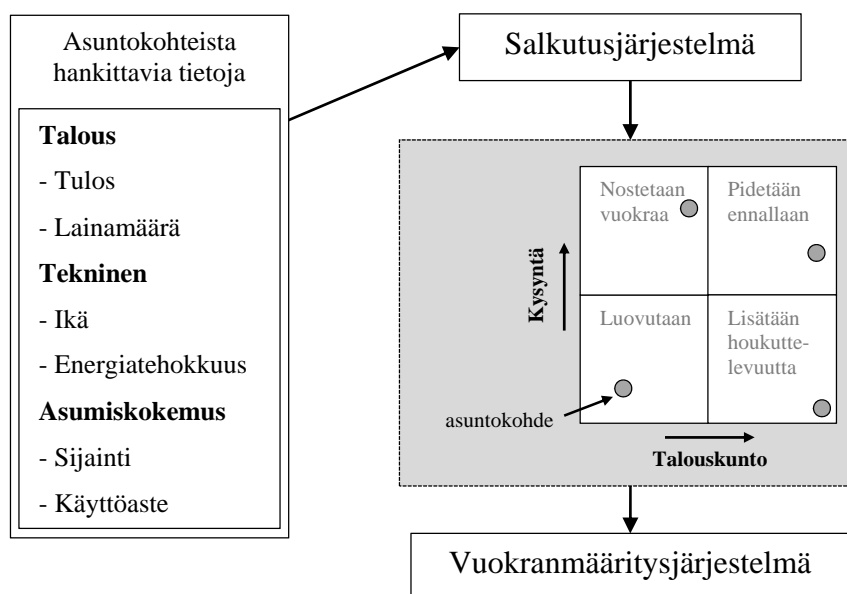 Asuntokohteista
hankittavia tietoja
Talous
- Tulos
- Lainamäärä
Tekninen
- Ikä
- Energiatehokkuus
Asumiskokemus
- Sijainti
- Käyttöaste
Salkutusjärjestelmä
Nostetaan
vuokraa
Pidetään
ennallaan
Kysyntä
Luovutaan
Lisätään
houkutte-
levuutta
asuntokohde
Talouskunto
Vuokranmääritysjärjestelmä